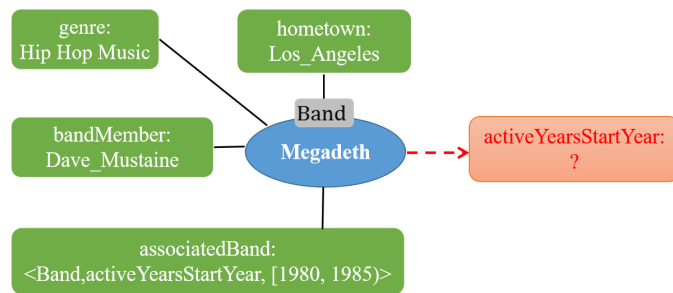 genre:
Hip Hop Music
hometown:
Los_Angeles
Band
bandMember:
Dave_Mustaine
Megadeth
activeYearsStartYear:
?
associatedBand:
<Band,activeYearsStartYear, [1980, 1985)>